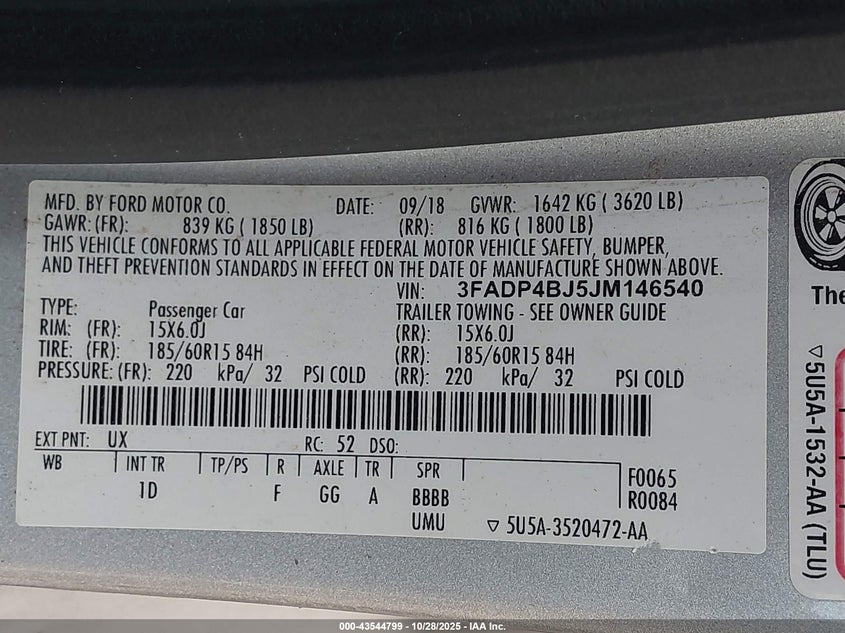 MFD. BY FORD MOTOR CO. DATE: 09/18 GVWR: 1642 KG ( 3620 LB)
GAWR: (FR): 839 KG ( 1850 LB) (RR): 816 KG ( 1800 LB)
THIS VEHICLE CONFORMS TO ALL APPLICABLE FEDERAL MOTOR VEHICLE SAFETY, BUMPER,
AND THEFT PREVENTION STANDARDS IN EFFECT ON THE DATE OF MANUFACTURE SHOWN ABOVE.
VIN: 3FADP4BJ5JM146540
TYPE: Passenger Car TRAILER TOWING - SEE OWNER GUIDE
RIM: (FR): 15X6.0J (RR): 15X6.0J
TIRE: (FR): 185/60R15 84H (RR): 185/60R15 84H
PRESSURE: (FR): 220 kPa/ 32 PSI COLD (RR): 220 kPa/ 32 PSI COLD
EXT PNT: UX RC: 52 DSO:
WB INT TR TP/PS R AXLE TR SPR F0065
1D F GG A BBBB R0084
UMU ▽ 5U5A-3520472-AA
The
▽ 5U5A-1532-AA (TLU)
000-43544799 - 10/28/2025 - IAA Inc.